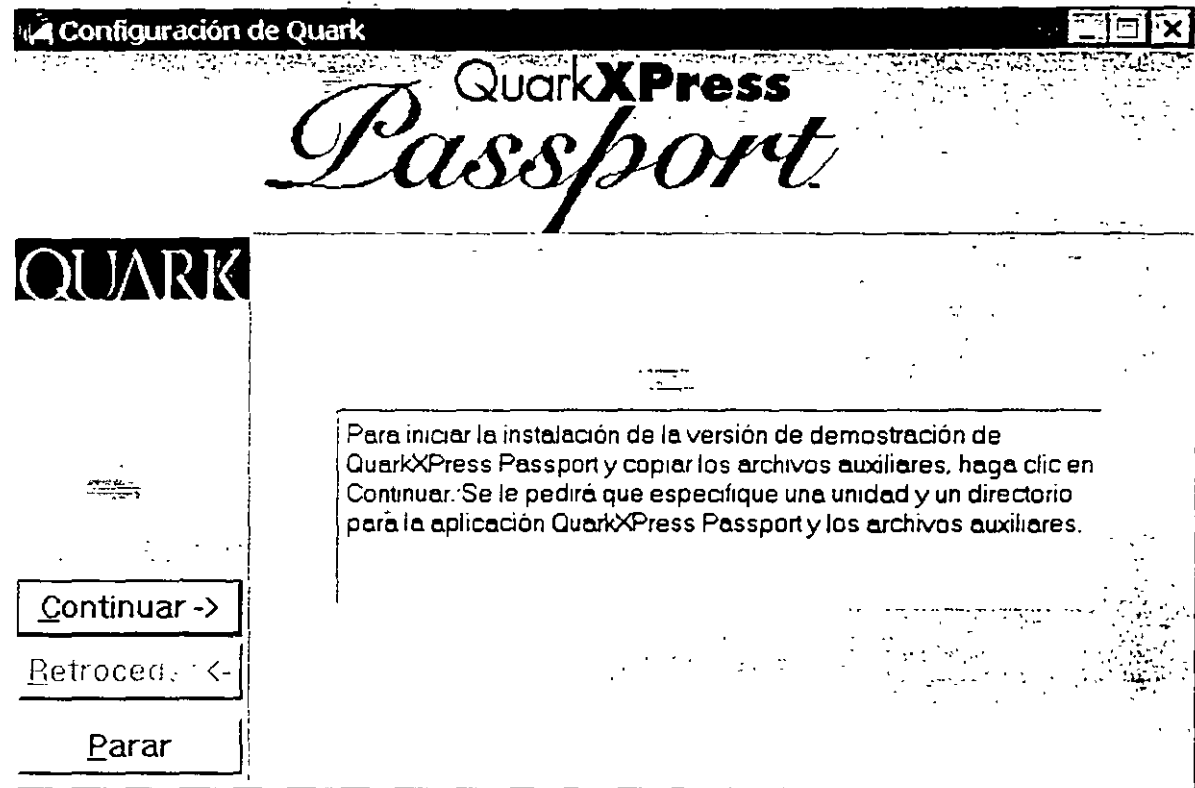 Configuración de Quark
QuarkXPress
Passport
QUARK
Para iniciar la instalación de la versión de demostración de
QuarkXPress Passport y copiar los archivos auxiliares, haga clic en
Continuar. Se le pedirá que especifique una unidad y un directorio
para la aplicación QuarkXPress Passport y los archivos auxiliares.
Continuar ->
<-
Parar